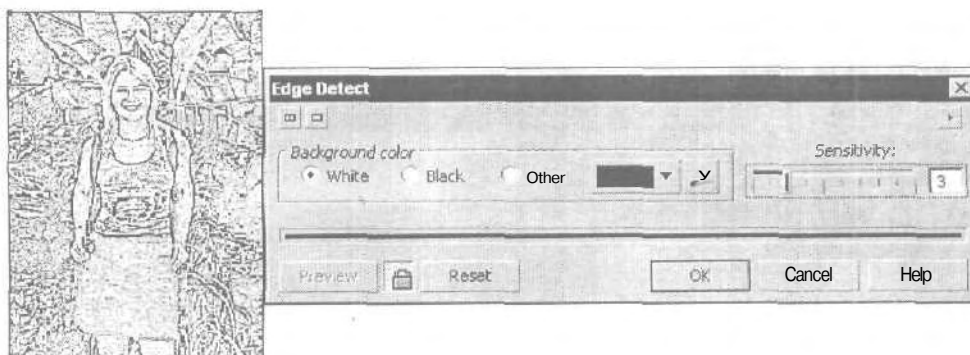 Edge Detect
Background color
White Black Other
Sensitivity:
3
Preview Reset OK Cancel Help